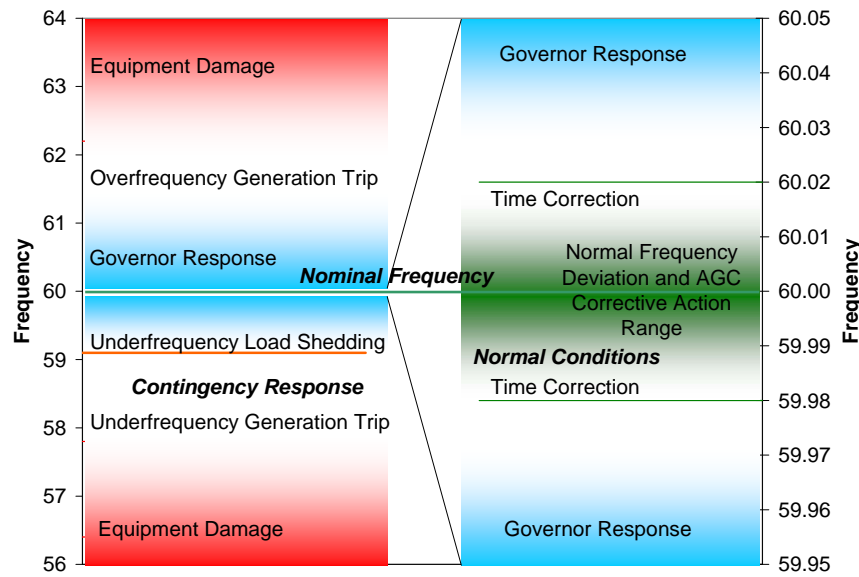 64
63
62
61
60
59
58
57
56
Frequency
Equipment Damage
Overfrequency Generation Trip
Governor Response
Nominal Frequency
Underfrequency Load Shedding
Contingency Response
Underfrequency Generation Trip
Equipment Damage
Governor Response
Time Correction
Normal Frequency
Deviation and AGC
Corrective Action
Range
Normal Conditions
Time Correction
Governor Response
60.05
60.04
60.03
60.02
60.01
60.00
59.99
59.98
59.97
59.96
59.95
Frequency